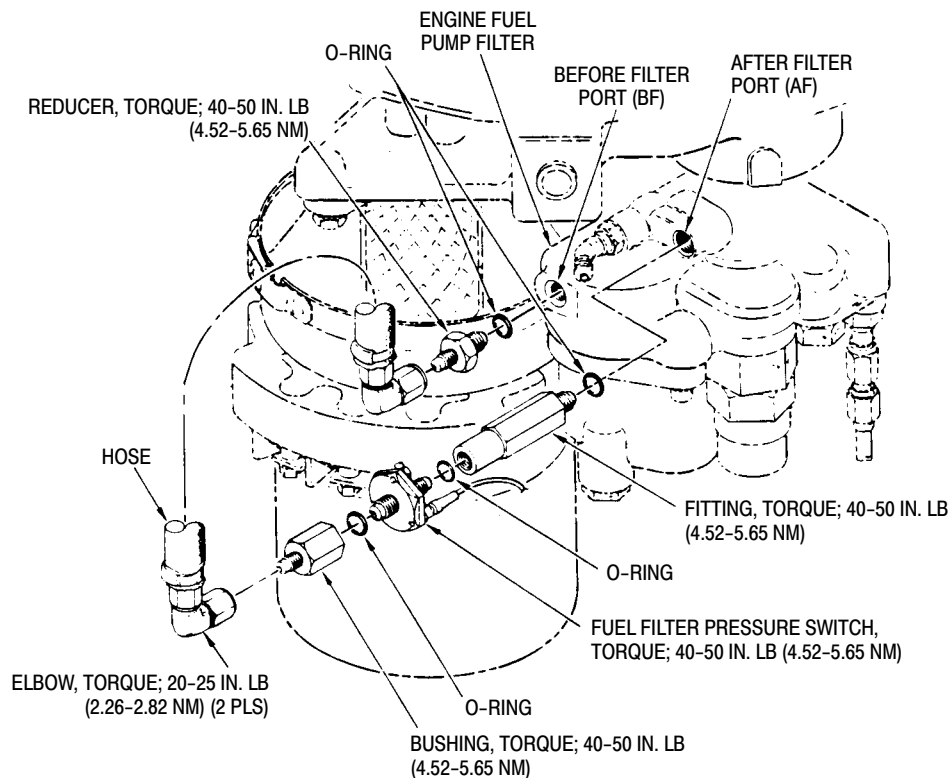 ENGINE FUEL
PUMP FILTER
O-RING
BEFORE FILTER
PORT (BF)
AFTER FILTER
PORT (AF)
REDUCER, TORQUE; 40-50 IN. LB
(4.52-5.65 NM)
HOSE
FITTING, TORQUE; 40-50 IN. LB
(4.52-5.65 NM)
O-RING
FUEL FILTER PRESSURE SWITCH,
TORQUE; 40-50 IN. LB (4.52-5.65 NM)
ELBOW, TORQUE; 20-25 IN. LB
(2.26-2.82 NM) (2 PLS)
O-RING
BUSHING, TORQUE; 40-50 IN. LB
(4.52-5.65 NM)